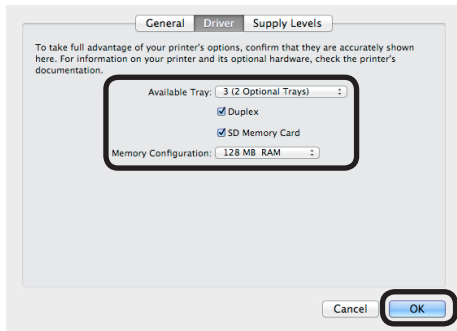 General Driver Supply Levels
To take full advantage of your printer's options, confirm that they are accurately shown
here. For information on your printer and its optional hardware, check the printer's
documentation.
Available Tray: 3 (2 Optional Trays)
Duplex
SD Memory Card
Memory Configuration: 128 MB RAM
Cancel OK